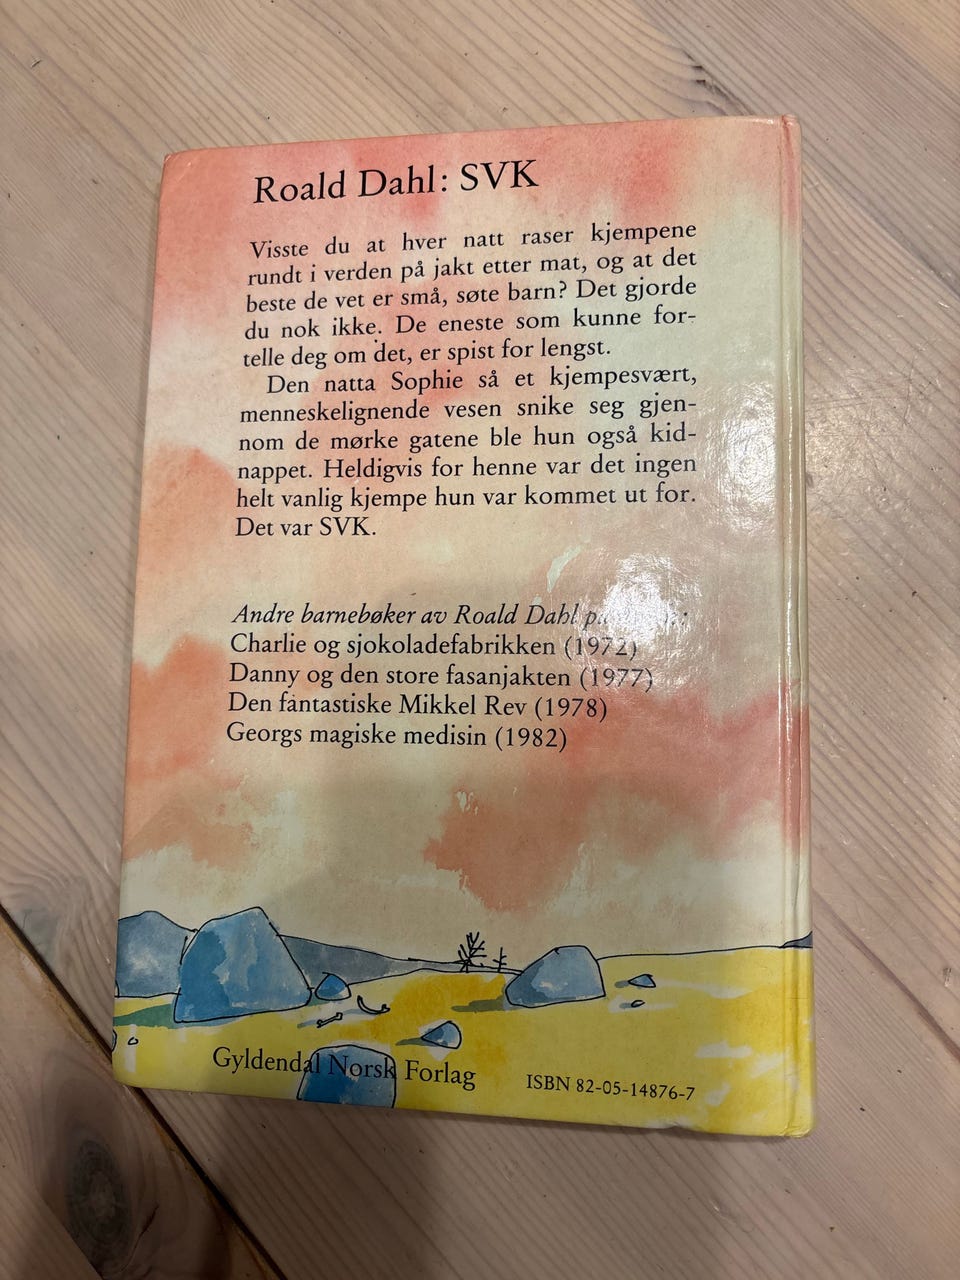 Roald Dahl: SVK
Visste du at hver natt raser kjempene
rundt i verden på jakt etter mat, og at det
beste de vet er små, søte barn? Det gjorde
du nok ikke. De eneste som kunne for-
telle deg om det, er spist for lengst.
Den natta Sophie så et kjempesvært,
menneskelignende vesen snike seg gjen-
nom de mørke gatene ble hun også kid-
nappet. Heldigvis for henne var det ingen
helt vanlig kjempe hun var kommet ut for.
Det var SVK.
Andre barnebøker av Roald Dahl
Charlie og sjokoladefabrikken (1972)
Danny og den store fasanjakten (1977)
Den fantastiske Mikkel Rev (1978)
Georgs magiske medisin (1982)
Gyldendal Norsk Forlag
ISBN 82-05-14876-7